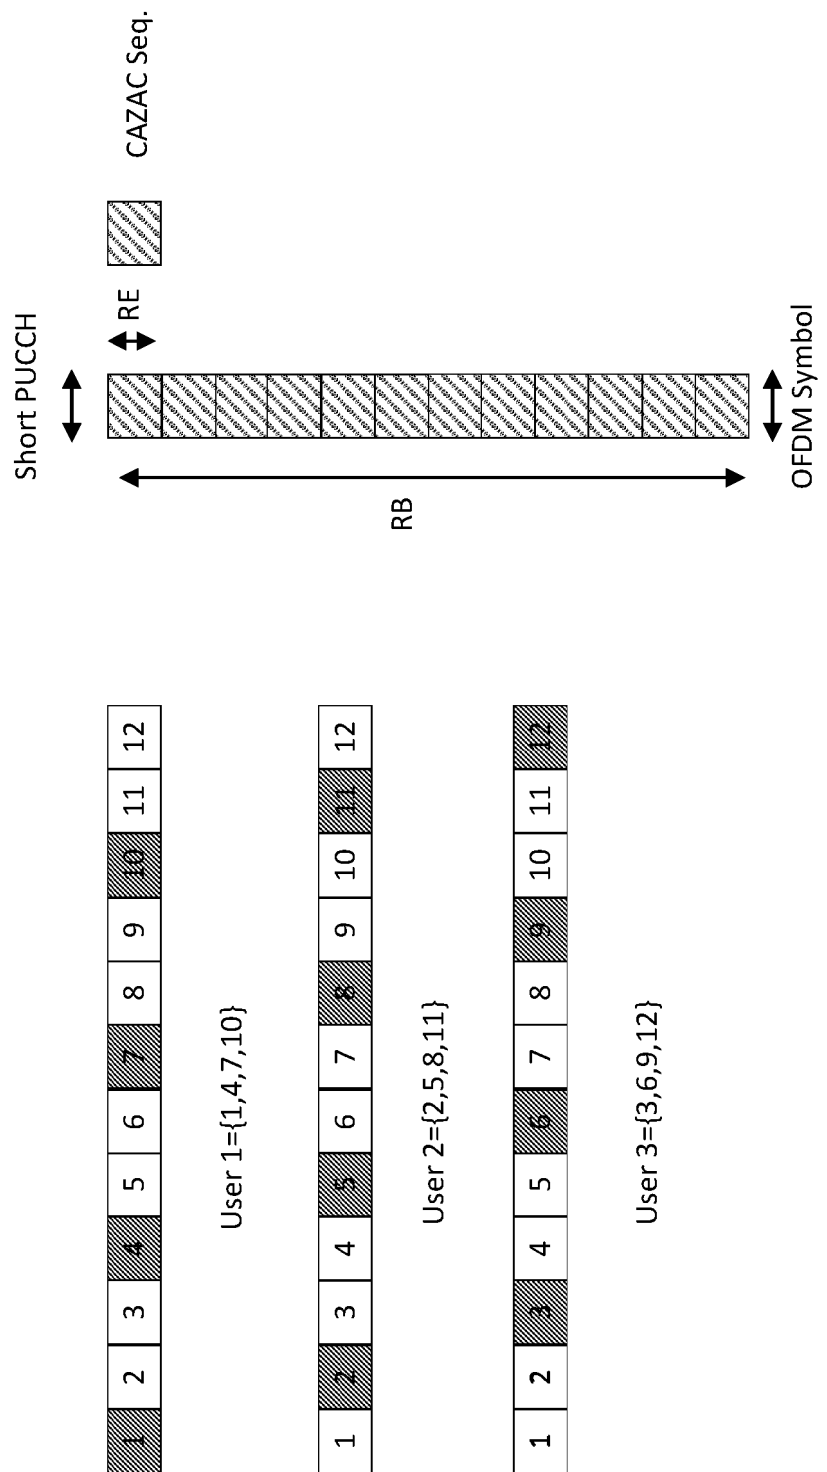 1 2 3 4 5 6 7 8 9 10 11 12
User 1={1,4,7,10}
1 2 3 4 5 6 7 8 9 10 11 12
User 2={2,5,8,11}
1 2 3 4 5 6 7 8 9 10 11 12
User 3={3,6,9,12}
Short PUCCH
RE
CAZAC Seq.
RB
OFDM Symbol